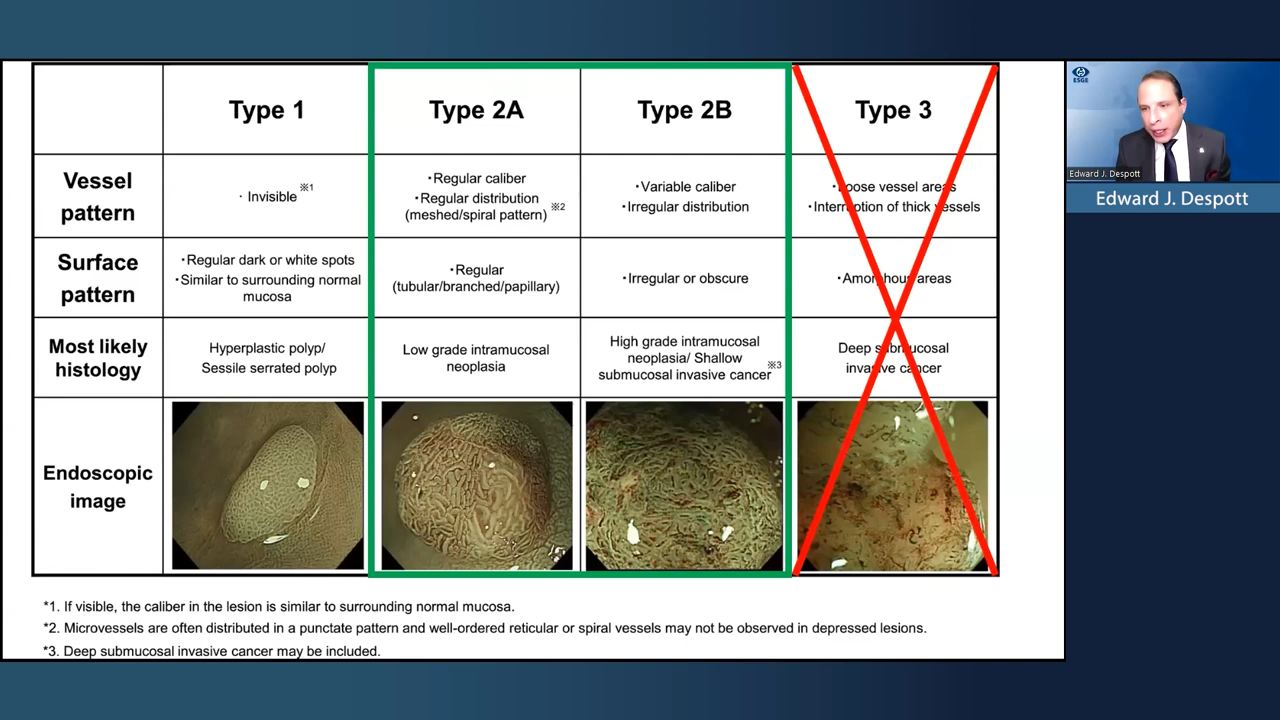 Type 1
Type 2A
Type 2B
Type 3
Vessel
pattern
・Invisible※1
・Regular caliber
・Regular distribution
(meshed/spiral pattern)※2
・Variable caliber
・Irregular distribution
・Loose vessel areas
・Interruption of thick vessels
Surface
pattern
・Regular dark or white spots
・Similar to surrounding normal
mucosa
・Regular
(tubular/branched/papillary)
・Irregular or obscure
・Amorphous areas
Most likely
histology
Hyperplastic polyp/
Sessile serrated polyp
Low grade intramucosal
neoplasia
High grade intramucosal
neoplasia/ Shallow
submucosal invasive cancer※3
Deep submucosal
invasive cancer
Endoscopic
image
*1. If visible, the caliber in the lesion is similar to surrounding normal mucosa.
*2. Microvessels are often distributed in a punctate pattern and well-ordered reticular or spiral vessels may not be observed in depressed lesions.
*3. Deep submucosal invasive cancer may be included.
ESGE
Edward J. Despott
Edward J. Despott